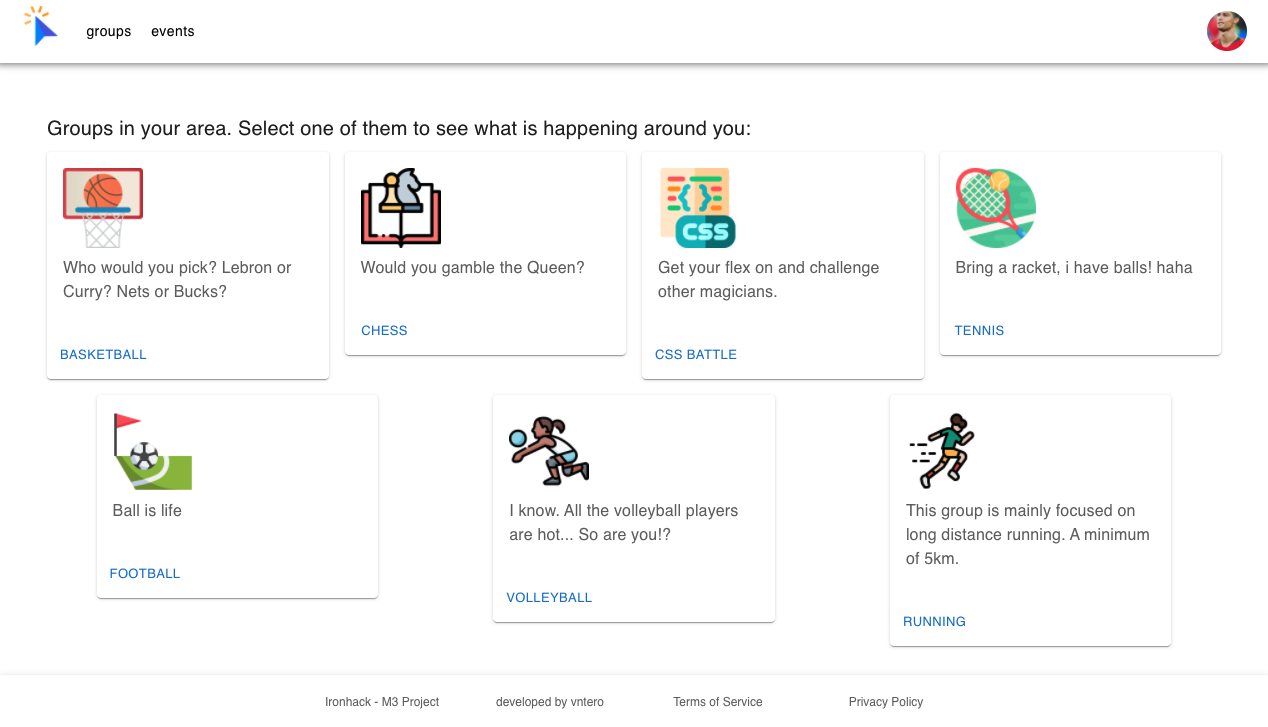 groups events
Groups in your area. Select one of them to see what is happening around you:
Who would you pick? Lebron or
Curry? Nets or Bucks?
BASKETBALL
Would you gamble the Queen?
CHESS
CSS
Get your flex on and challenge
other magicians.
CSS BATTLE
Bring a racket, i have balls! haha
TENNIS
Ball is life
FOOTBALL
I know. All the volleyball players
are hot... So are you!?
VOLLEYBALL
This group is mainly focused on
long distance running. A minimum
of 5km.
RUNNING
Ironhack - M3 Project developed by vntero Terms of Service Privacy Policy